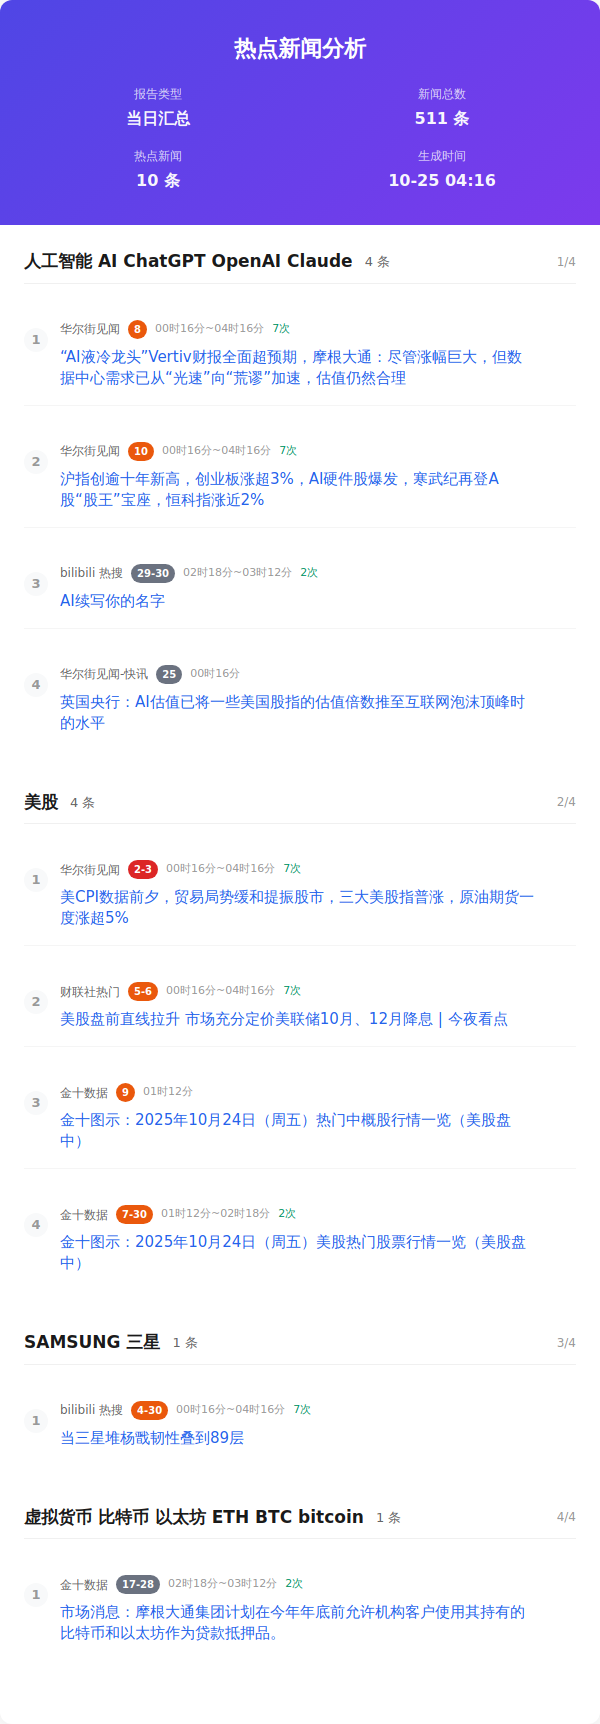 热点新闻分析
报告类型
新闻总数
当日汇总
511 条
热点新闻
生成时间
10 条
10-25 04:16
人工智能 AI ChatGPT OpenAI Claude 4 条 1/4
1
华尔街见闻 8 00时16分~04时16分 7次
“AI液冷龙头”Vertiv财报全面超预期，摩根大通：尽管涨幅巨大，但数
据中心需求已从“光速”向“荒谬”加速，估值仍然合理
2
华尔街见闻 10 00时16分~04时16分 7次
沪指创逾十年新高，创业板涨超3%，AI硬件股爆发，寒武纪再登A
股“股王”宝座，恒科指涨近2%
3
bilibili 热搜 29-30 02时18分~03时12分 2次
AI续写你的名字
4
华尔街见闻-快讯 25 00时16分
英国央行：AI估值已将一些美国股指的估值倍数推至互联网泡沫顶峰时
的水平
美股 4 条 2/4
1
华尔街见闻 2-3 00时16分~04时16分 7次
美CPI数据前夕，贸易局势缓和提振股市，三大美股指普涨，原油期货一
度涨超5%
2
财联社热门 5-6 00时16分~04时16分 7次
美股盘前直线拉升 市场充分定价美联储10月、12月降息 | 今夜看点
3
金十数据 9 01时12分
金十图示：2025年10月24日（周五）热门中概股行情一览（美股盘
中）
4
金十数据 7-30 01时12分~02时18分 2次
金十图示：2025年10月24日（周五）美股热门股票行情一览（美股盘
中）
SAMSUNG 三星 1 条 3/4
1
bilibili 热搜 4-30 00时16分~04时16分 7次
当三星堆杨戬韧性叠到89层
虚拟货币 比特币 以太坊 ETH BTC bitcoin 1 条 4/4
1
金十数据 17-28 02时18分~03时12分 2次
市场消息：摩根大通集团计划在今年年底前允许机构客户使用其持有的
比特币和以太坊作为贷款抵押品。